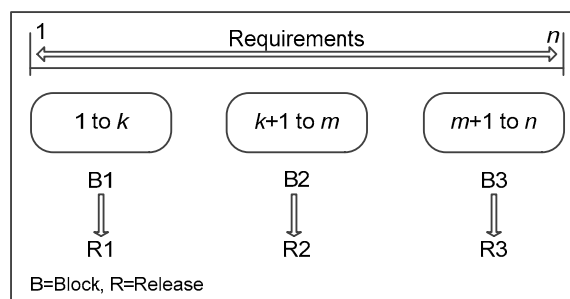 1 Requirements n
1 to k k+1 to m m+1 to n
B1 B2 B3
R1 R2 R3
B=Block, R=Release